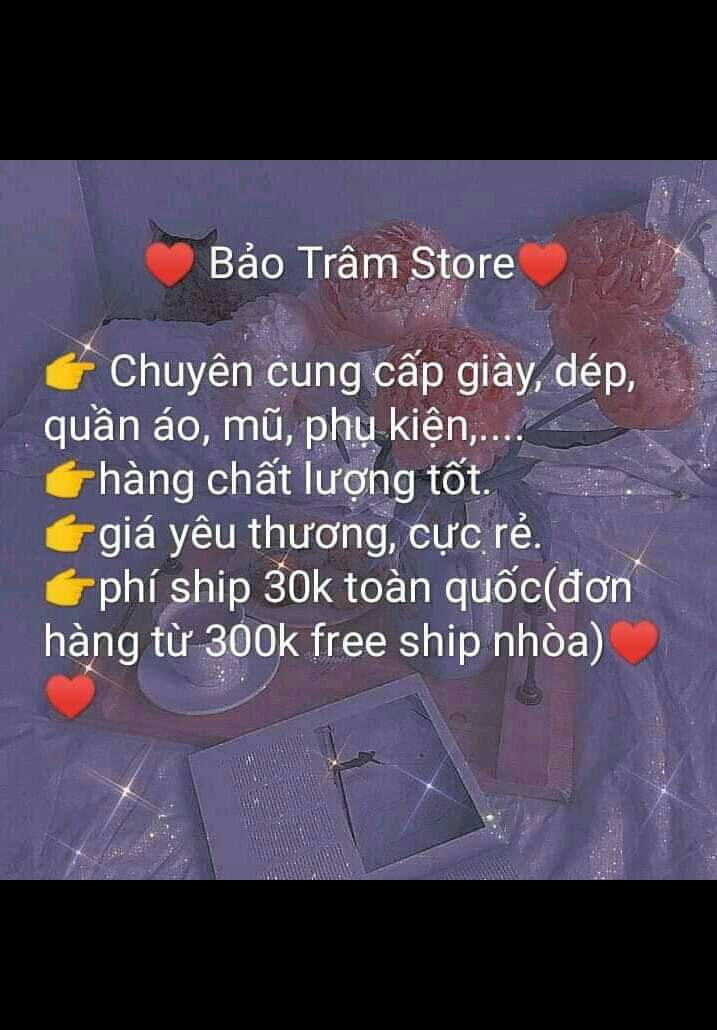 ❤️ Bảo Trâm Store❤️
👉 Chuyên cung cấp giày, dép,
quần áo, mũ, phụ kiện,....
👉hàng chất lượng tốt.
👉giá yêu thương, cực rẻ.
👉phí ship 30k toàn quốc(đơn
hàng từ 300k free ship nhòa)❤️
❤️